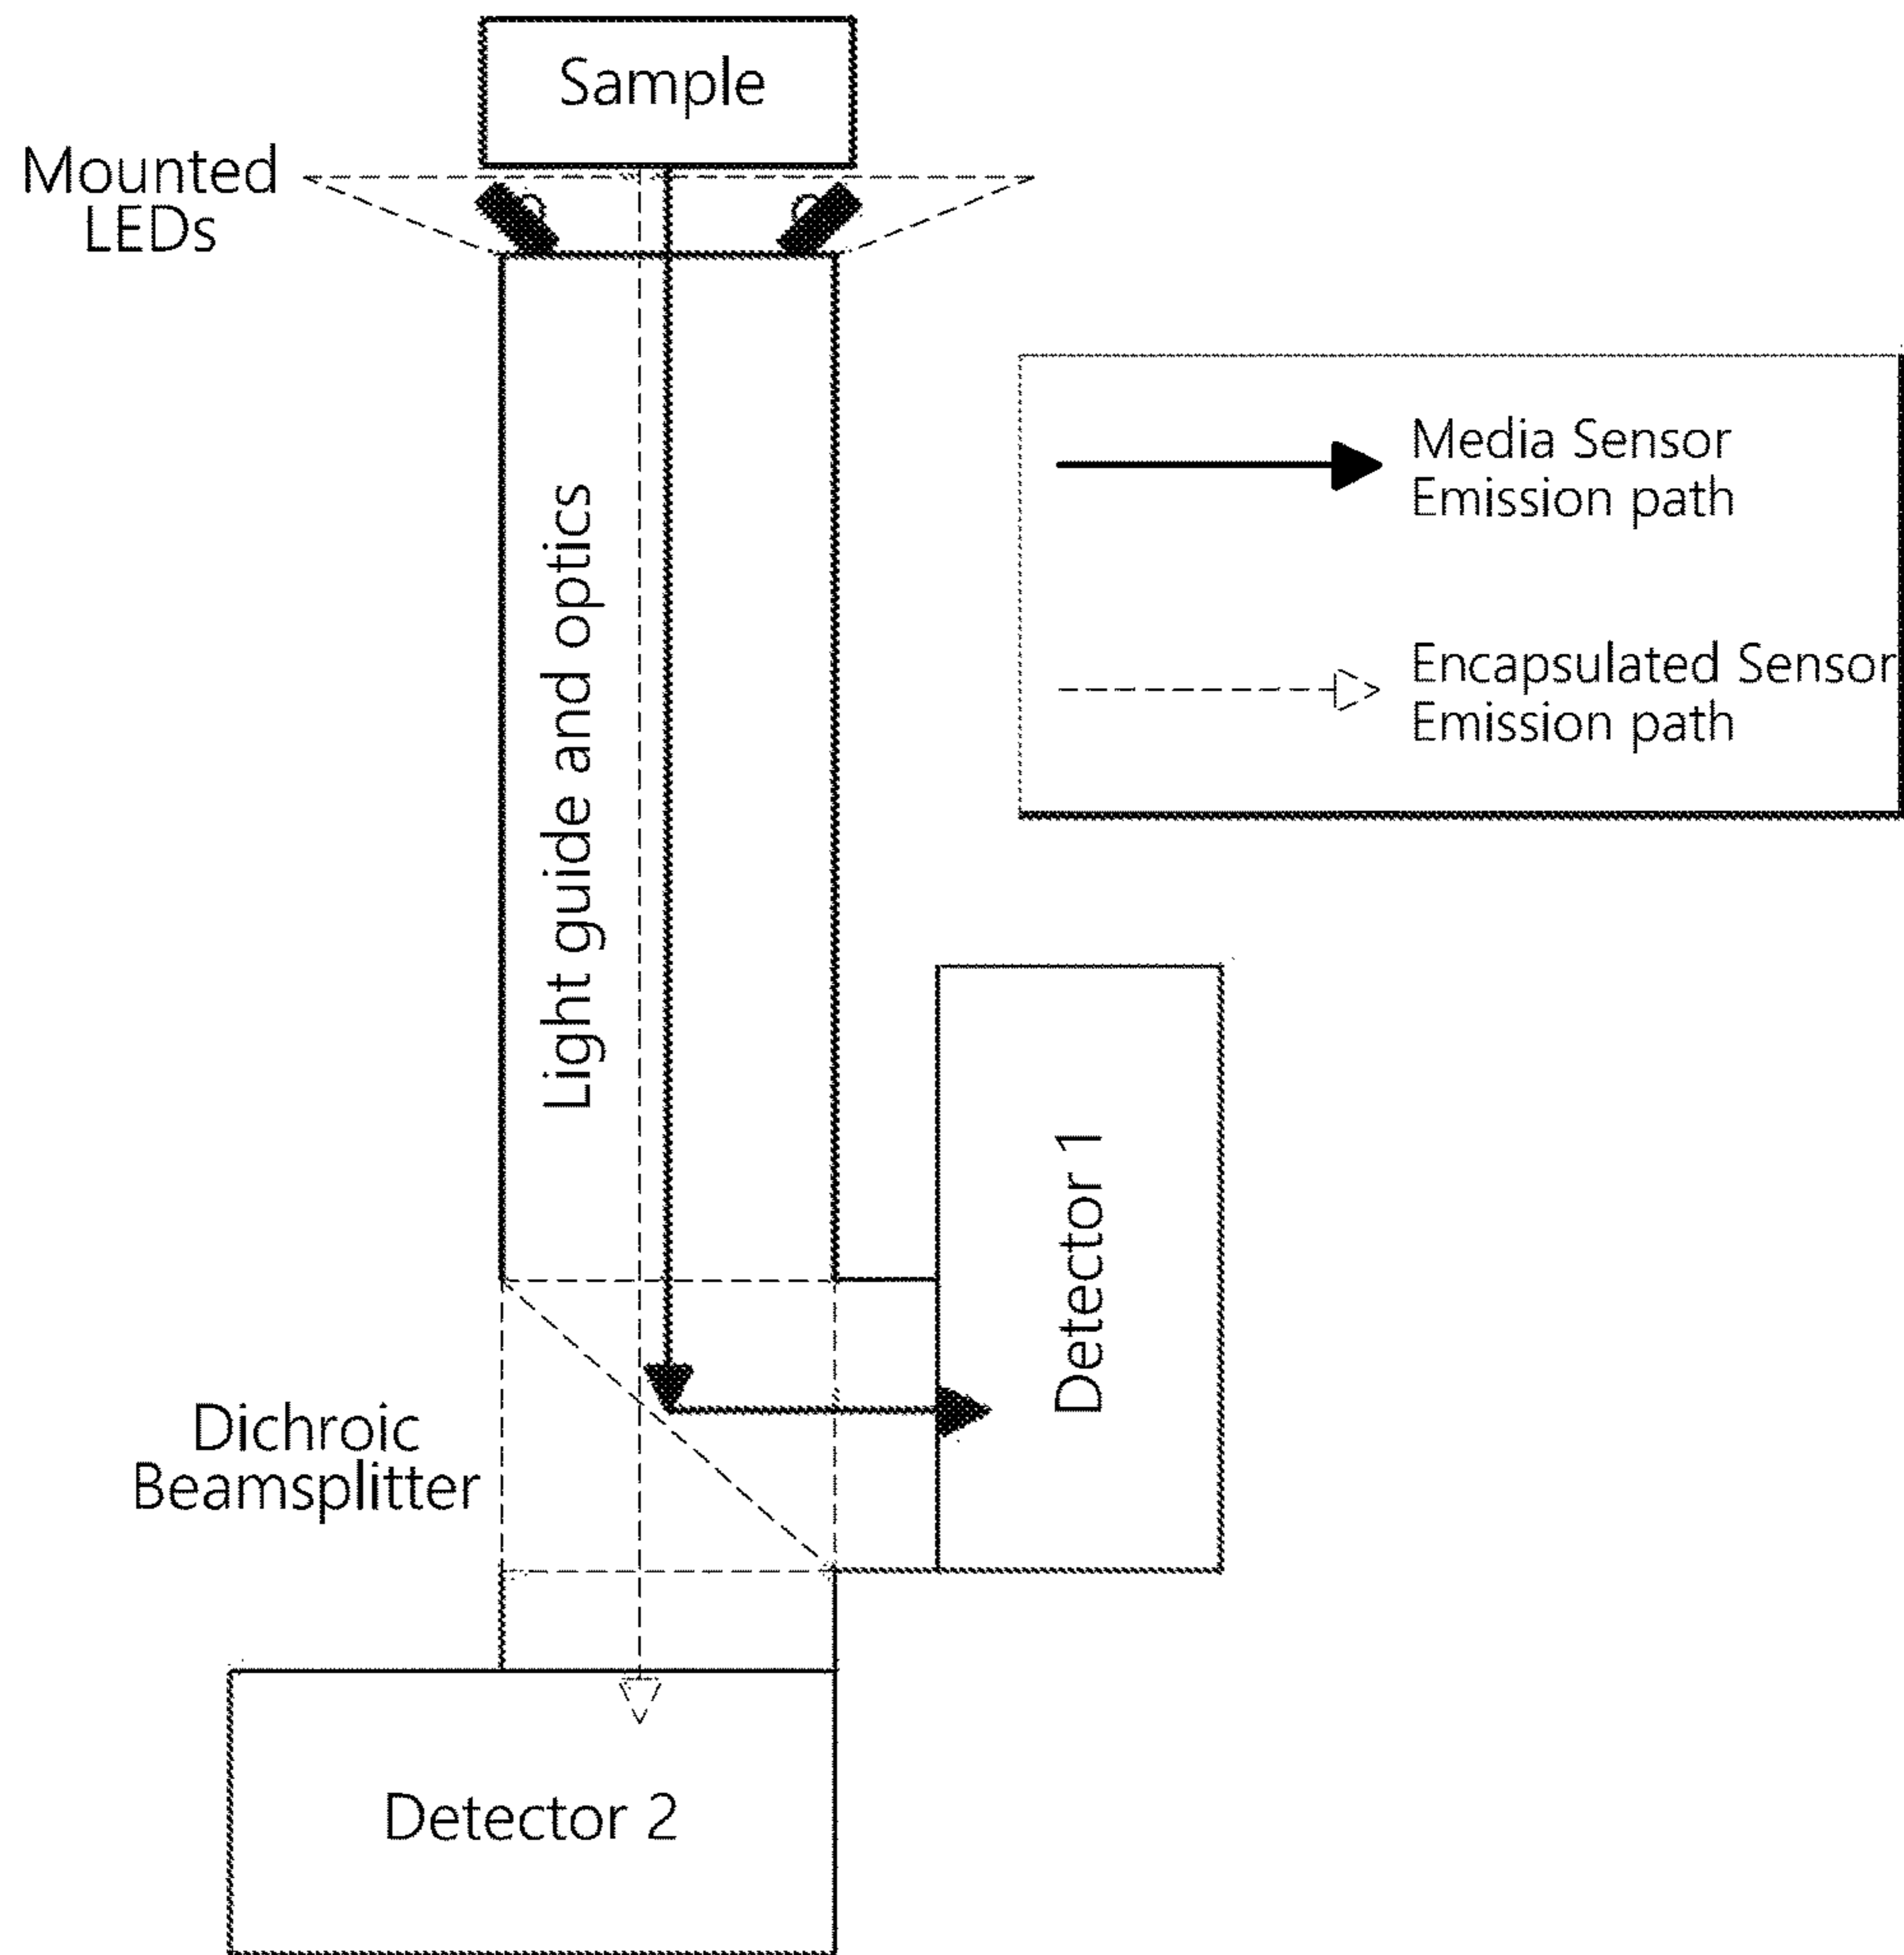 Sample
Mounted
LEDs
Media Sensor
Emission path
Encapsulated Sensor
Emission path
Light guide and optics
Detector 1
Dichroic
Beamsplitter
Detector 2